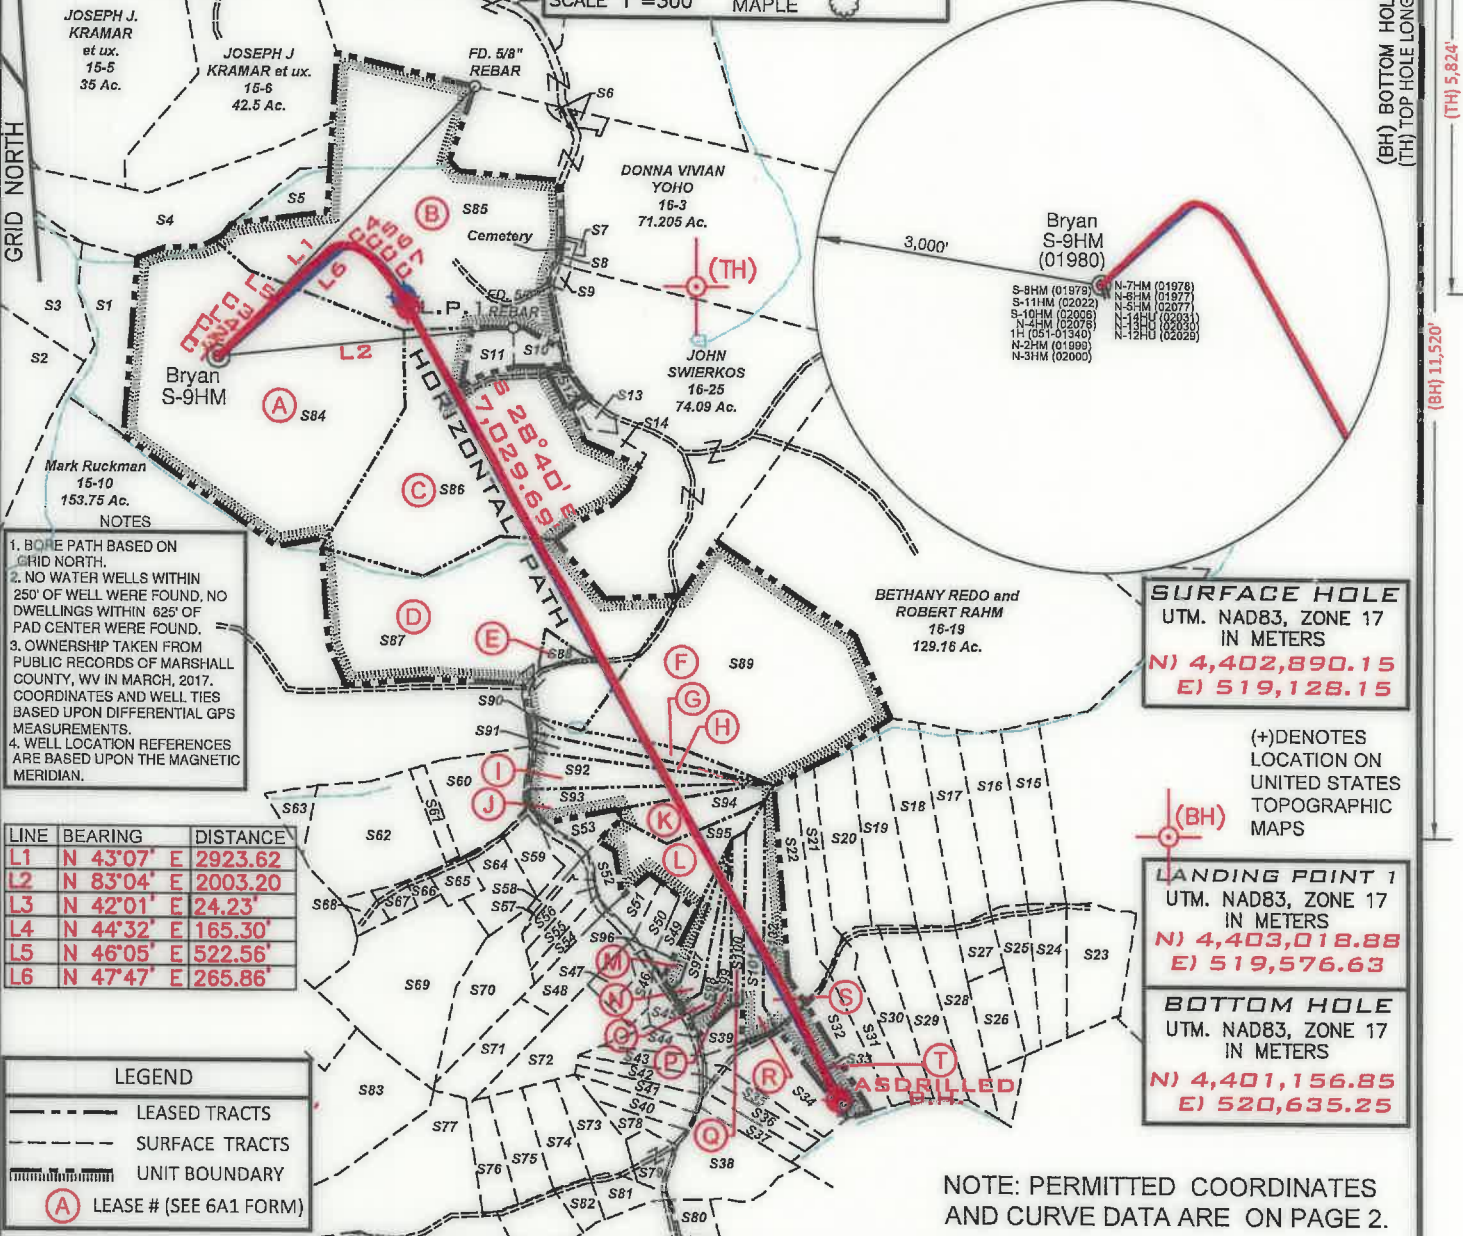 SCALE 1"=300' MAPLE
JOSEPH J.
KRAMAR
et ux.
15-5
35 Ac.
JOSEPH J
KRAMAR et ux.
15-6
42.5 Ac.
FD. 5/8"
REBAR
S6
GRID NORTH
(BH) BOTTOM HOL
(TH) TOP HOLE LONG
(TH) 5,824'
(BH) 11,520'
DONNA VIVIAN
YOHO
16-3
71.205 Ac.
S5
S4
B
S85
Cemetery
S7
S8
S9
(TH)
Bryan
S-9HM
(01980)
3,000'
S-8HM (01979)
S-11HM (02022)
S-10HM (02006)
N-4HM (02076)
1H (051-01340)
N-2HM (01999)
N-3HM (02000)
N-7HM (01978)
N-6HM (01977)
N-5HM (02077)
N-14HU (02031)
N-13HU (02030)
N-12HU (02029)
L1
L6
L2
S3
S1
S2
L.P. 1
REBAR
S11
S10
Bryan
S-9HM
A
S84
JOHN
SWIERKOS
16-25
74.09 Ac.
S13
S14
HORIZONTAL PATH
S 28°40' E
7,029.69'
Mark Ruckman
15-10
153.75 Ac.
C
S86
NOTES
1. BORE PATH BASED ON
GRID NORTH.
2. NO WATER WELLS WITHIN
250' OF WELL WERE FOUND. NO
DWELLINGS WITHIN 625' OF
PAD CENTER WERE FOUND.
3. OWNERSHIP TAKEN FROM
PUBLIC RECORDS OF MARSHALL
COUNTY, WV IN MARCH, 2017.
COORDINATES AND WELL TIES
BASED UPON DIFFERENTIAL GPS
MEASUREMENTS.
4. WELL LOCATION REFERENCES
ARE BASED UPON THE MAGNETIC
MERIDIAN.
D
S87
E
S88
F
S89
G
H
BETHANY REDO and
ROBERT RAHM
16-19
129.16 Ac.
SURFACE HOLE
UTM. NAD83, ZONE 17
IN METERS
N) 4,402,890.15
E) 519,128.15
(+)DENOTES
LOCATION ON
UNITED STATES
TOPOGRAPHIC
MAPS
(BH)
S90
S91
I
S92
J
S93
S94
K
S95
L
S60
S61
S62
S63
S53
S52
S59
S64
S65
S66
S67
S68
S58
S57
S51
S50
S49
S22
S21
S20
S19
S18
S17
S16
S15
LINE BEARING DISTANCE
L1 N 43°07' E 2923.62
L2 N 83°04' E 2003.20
L3 N 42°01' E 24.23'
L4 N 44°32' E 165.30'
L5 N 46°05' E 522.56'
L6 N 47°47' E 265.86'
LANDING POINT 1
UTM. NAD83, ZONE 17
IN METERS
N) 4,403,018.88
E) 519,576.63
BOTTOM HOLE
UTM. NAD83, ZONE 17
IN METERS
N) 4,401,156.85
E) 520,635.25
S96
M
S97
S98
S99
S100
S101
S47
N
S46
S45
S48
S69
S70
O
S44
P
S39
S
S27
S25
S24
S23
S28
S26
S30
S29
S31
S32
S33
T
R
S34
ASDRILLED
B.H.
S71
S72
S43
S42
S41
S40
S78
S73
S74
S75
S76
S77
S83
S36
S37
Q
S38
S79
S81
S82
S80
LEGEND
LEASED TRACTS
SURFACE TRACTS
UNIT BOUNDARY
A LEASE # (SEE 6A1 FORM)
NOTE: PERMITTED COORDINATES
AND CURVE DATA ARE ON PAGE 2.